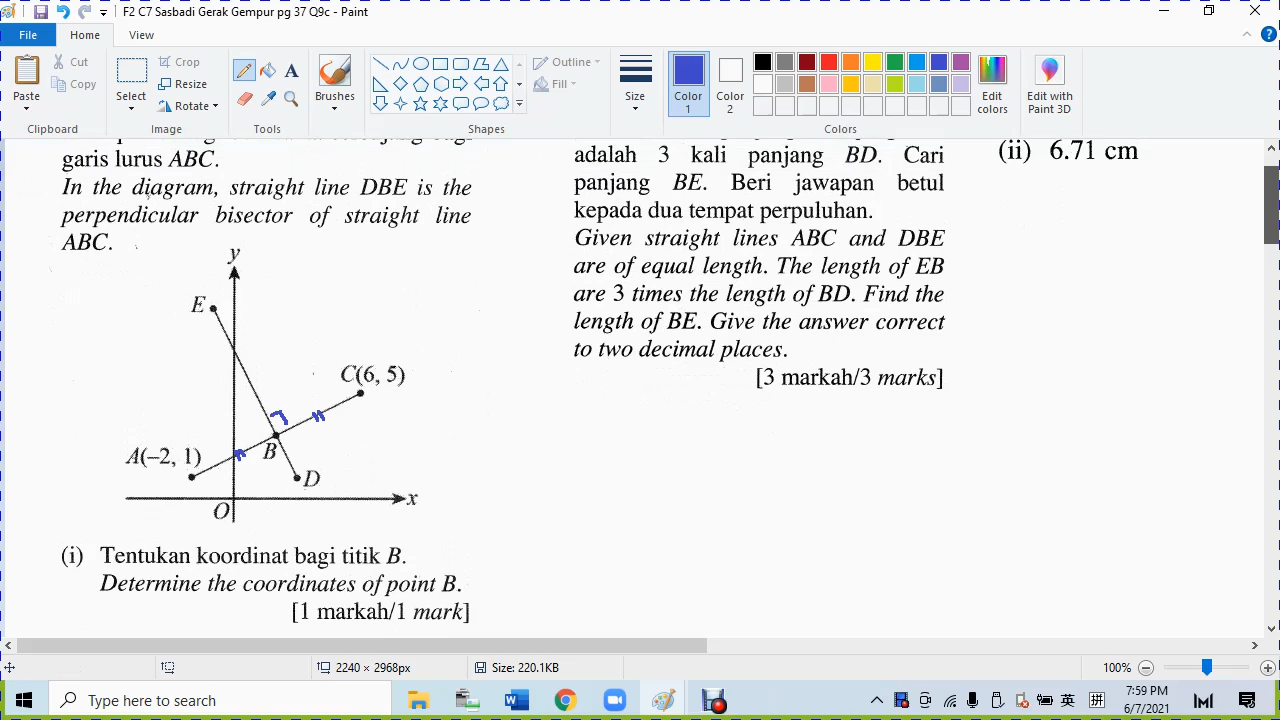 F2 C7 Sasbadi Gerak Gempur pg 37 Q9c - Paint
File
Home
View
Paste
Cut
Copy
Clipboard
Select
Crop
Resize
Rotate
Image
A
Tools
Brushes
Shapes
Outline
Fill
Size
Color 1
Color 2
Colors
Edit colors
Edit with Paint 3D
garis lurus ABC.
In the diagram, straight line DBE is the
perpendicular bisector of straight line
ABC.
y
E
C(6, 5)
A(–2, 1)
B
D
O
x
(i) Tentukan koordinat bagi titik B.
Determine the coordinates of point B.
[1 markah/1 mark]
adalah 3 kali panjang BD. Cari
panjang BE. Beri jawapan betul
kepada dua tempat perpuluhan.
Given straight lines ABC and DBE
are of equal length. The length of EB
are 3 times the length of BD. Find the
length of BE. Give the answer correct
to two decimal places.
[3 markah/3 marks]
(ii) 6.71 cm
2240 × 2968px
Size: 220.1KB
100%
Type here to search
英
拼
7:59 PM
6/7/2021